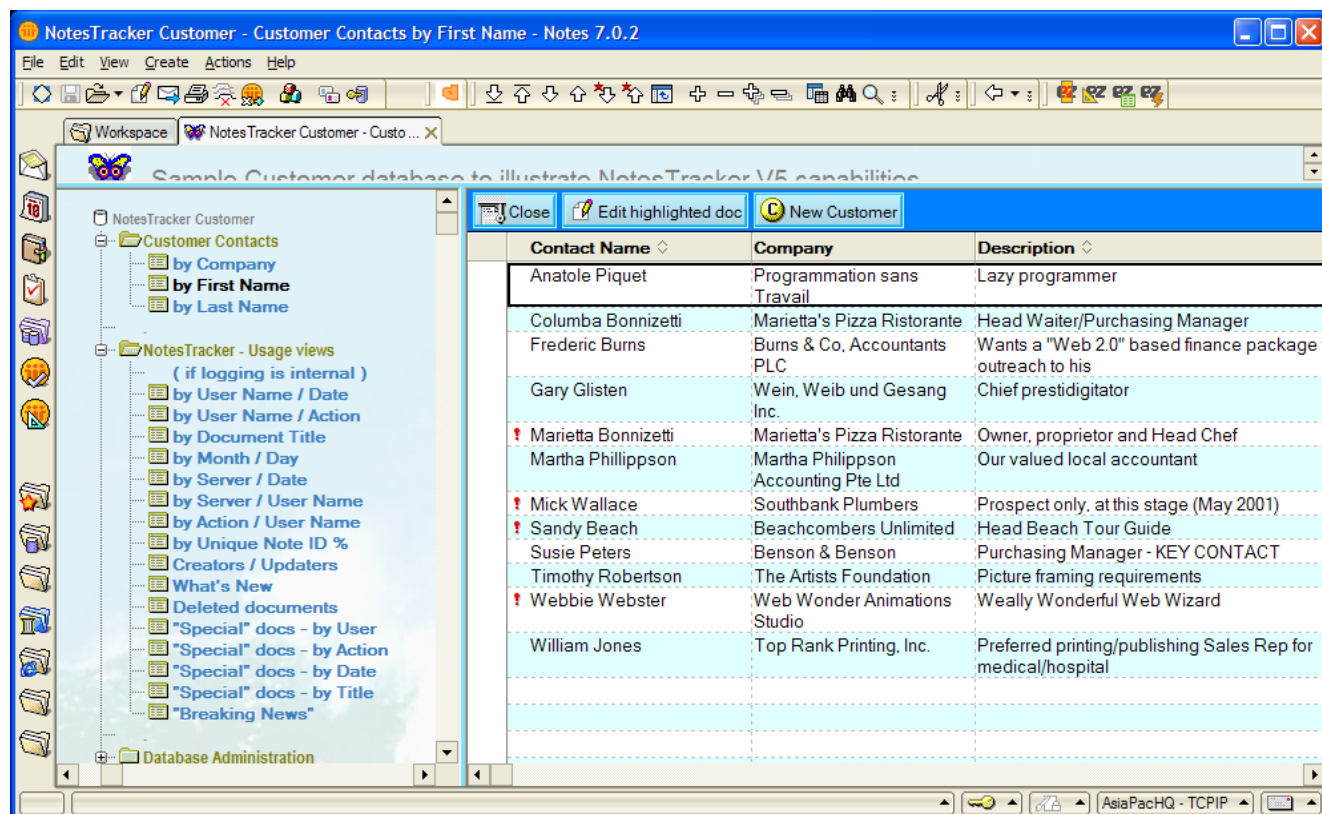 NotesTracker Customer - Customer Contacts by First Name - Notes 7.0.2
File Edit View Create Actions Help
Workspace NotesTracker Customer - Custo ...
Sample Customer database to illustrate NotesTracker V5 capabilities
NotesTracker Customer
Customer Contacts
by Company
by First Name
by Last Name
NotesTracker - Usage views
( if logging is internal )
by User Name / Date
by User Name / Action
by Document Title
by Month / Day
by Server / Date
by Server / User Name
by Action / User Name
by Unique Note ID %
Creators / Updaters
What's New
Deleted documents
"Special" docs - by User
"Special" docs - by Action
"Special" docs - by Date
"Special" docs - by Title
"Breaking News"
Database Administration
Close Edit highlighted doc New Customer
Contact Name Company Description
Anatole Piquet Programmation sans Lazy programmer
Travail
Columba Bonnizetti Marietta's Pizza Ristorante Head Waiter/Purchasing Manager
Frederic Burns Burns & Co, Accountants Wants a "Web 2.0" based finance package
PLC outreach to his
Gary Glisten Wein, Weib und Gesang Chief prestidigitator
Inc.
Marietta Bonnizetti Marietta's Pizza Ristorante Owner, proprietor and Head Chef
Martha Phillippson Martha Philippson Our valued local accountant
Accounting Pte Ltd
Mick Wallace Southbank Plumbers Prospect only, at this stage (May 2001)
Sandy Beach Beachcombers Unlimited Head Beach Tour Guide
Susie Peters Benson & Benson Purchasing Manager - KEY CONTACT
Timothy Robertson The Artists Foundation Picture framing requirements
Webbie Webster Web Wonder Animations Weally Wonderful Web Wizard
Studio
William Jones Top Rank Printing, Inc. Preferred printing/publishing Sales Rep for
medical/hospital
AsiaPacHQ - TCPIP